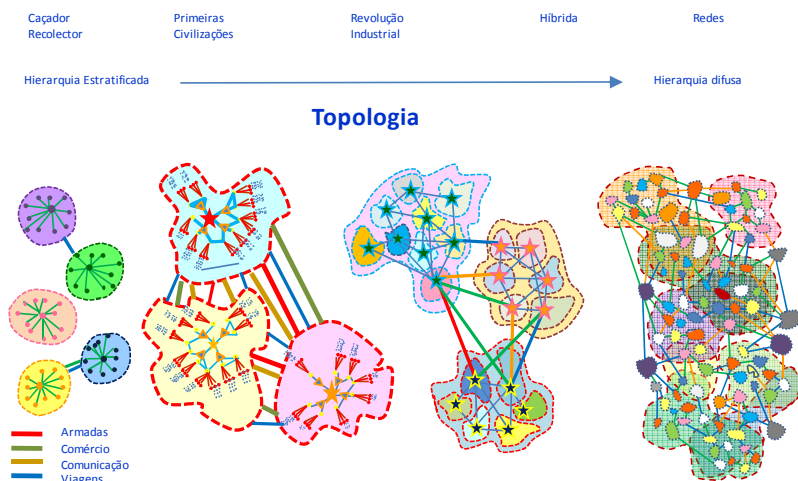 Caçador
Recolector
Primeiras
Civilizações
Revolução
Industrial
Híbrida
Redes
Hierarquia Estratificada
Hierarquia difusa
Topologia
Armadas
Comércio
Comunicação
Viagens